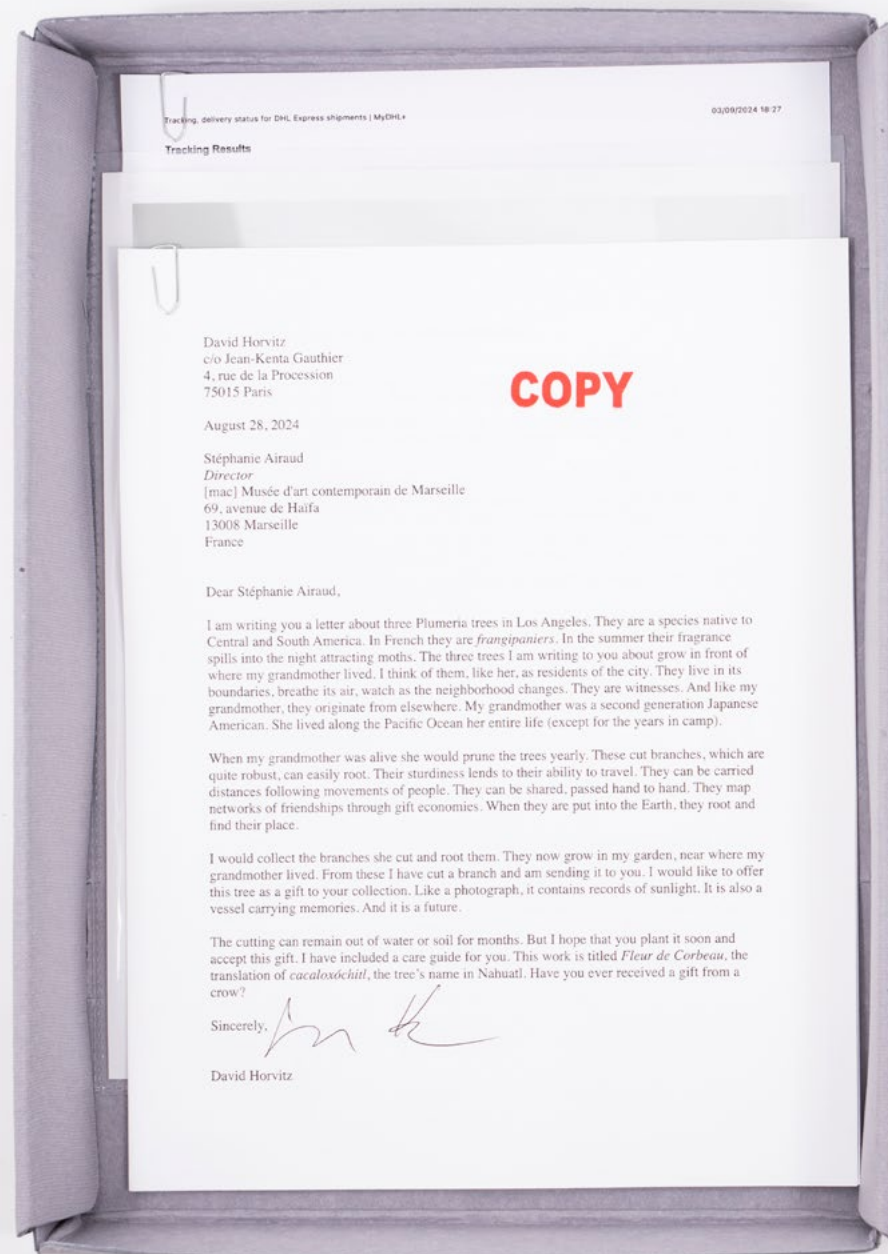 Tracking, delivery status for DHL Express shipments | MyDHL+
03/09/2024 18:27
Tracking Results
David Horvitz
c/o Jean-Kenta Gauthier
4, rue de la Procession
75015 Paris
COPY
August 28, 2024
Stéphanie Airaud
Director
[mac] Musée d'art contemporain de Marseille
69, avenue de Haïfa
13008 Marseille
France
Dear Stéphanie Airaud,
I am writing you a letter about three Plumeria trees in Los Angeles. They are a species native to
Central and South America. In French they are frangipaniers. In the summer their fragrance
spills into the night attracting moths. The three trees I am writing to you about grow in front of
where my grandmother lived. I think of them, like her, as residents of the city. They live in its
boundaries, breathe its air, watch as the neighborhood changes. They are witnesses. And like my
grandmother, they originate from elsewhere. My grandmother was a second generation Japanese
American. She lived along the Pacific Ocean her entire life (except for the years in camp).
When my grandmother was alive she would prune the trees yearly. These cut branches, which are
quite robust, can easily root. Their sturdiness lends to their ability to travel. They can be carried
distances following movements of people. They can be shared, passed hand to hand. They map
networks of friendships through gift economies. When they are put into the Earth, they root and
find their place.
I would collect the branches she cut and root them. They now grow in my garden, near where my
grandmother lived. From these I have cut a branch and am sending it to you. I would like to offer
this tree as a gift to your collection. Like a photograph, it contains records of sunlight. It is also a
vessel carrying memories. And it is a future.
The cutting can remain out of water or soil for months. But I hope that you plant it soon and
accept this gift. I have included a care guide for you. This work is titled Fleur de Corbeau, the
translation of cacaloxóchitl, the tree's name in Nahuatl. Have you ever received a gift from a
crow?
Sincerely,
David Horvitz